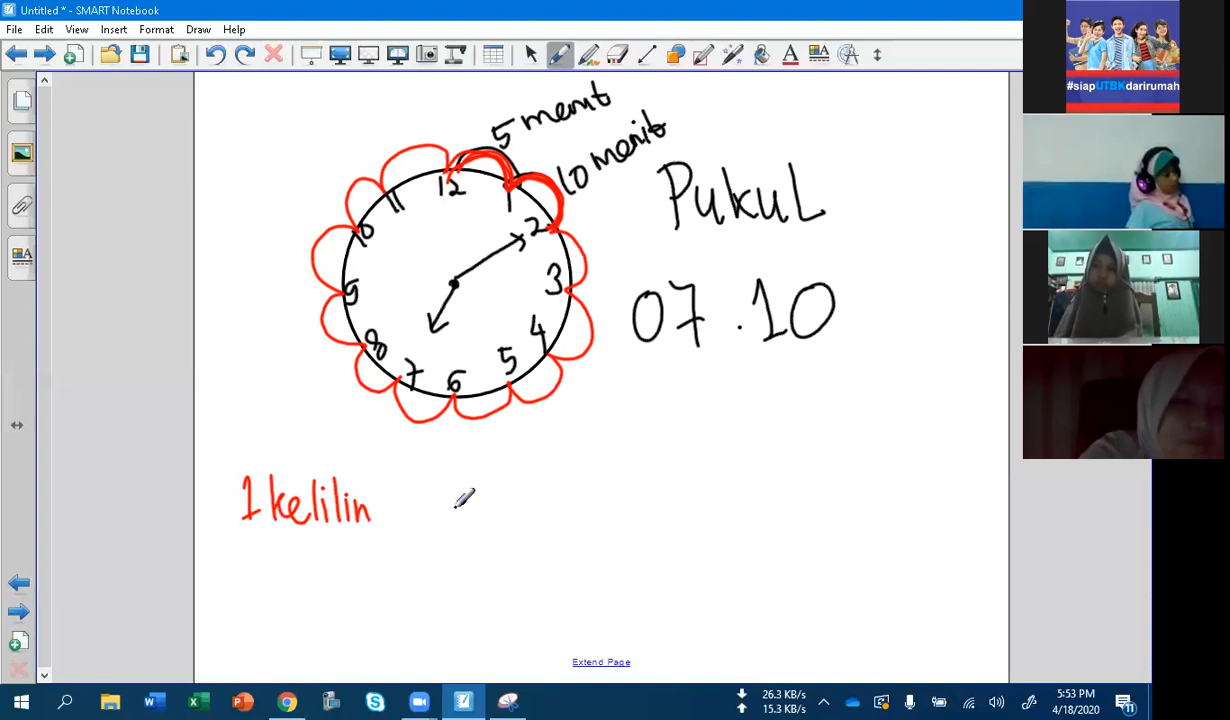 Untitled * - SMART Notebook
File Edit View Insert Format Draw Help
#siapUTBKdarirumah
5 menit
10 menit
12
11
1
10
2
9
3
8
4
7
6
5
Pukul
07.10
1 kelilin
Extend Page
26.3 KB/s
15.3 KB/s
5:53 PM
4/18/2020